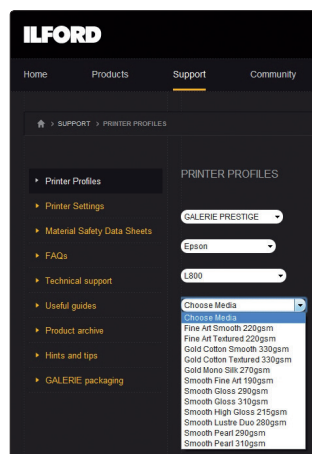 ILFORD
Home Products Support Community
> SUPPORT > PRINTER PROFILES
Printer Profiles
Printer Settings
Material Safety Data Sheets
FAQs
Technical support
Useful guides
Product archive
Hints and tips
GALERIE packaging
PRINTER PROFILES
GALERIE PRESTIGE
Epson
L800
Choose Media
Choose Media
Fine Art Smooth 220gsm
Fine Art Textured 220gsm
Gold Cotton Smooth 330gsm
Gold Cotton Textured 330gsm
Gold Mono Silk 270gsm
Smooth Fine Art 190gsm
Smooth Gloss 290gsm
Smooth Gloss 310gsm
Smooth High Gloss 215gsm
Smooth Lustre Duo 280gsm
Smooth Pearl 290gsm
Smooth Pearl 310gsm